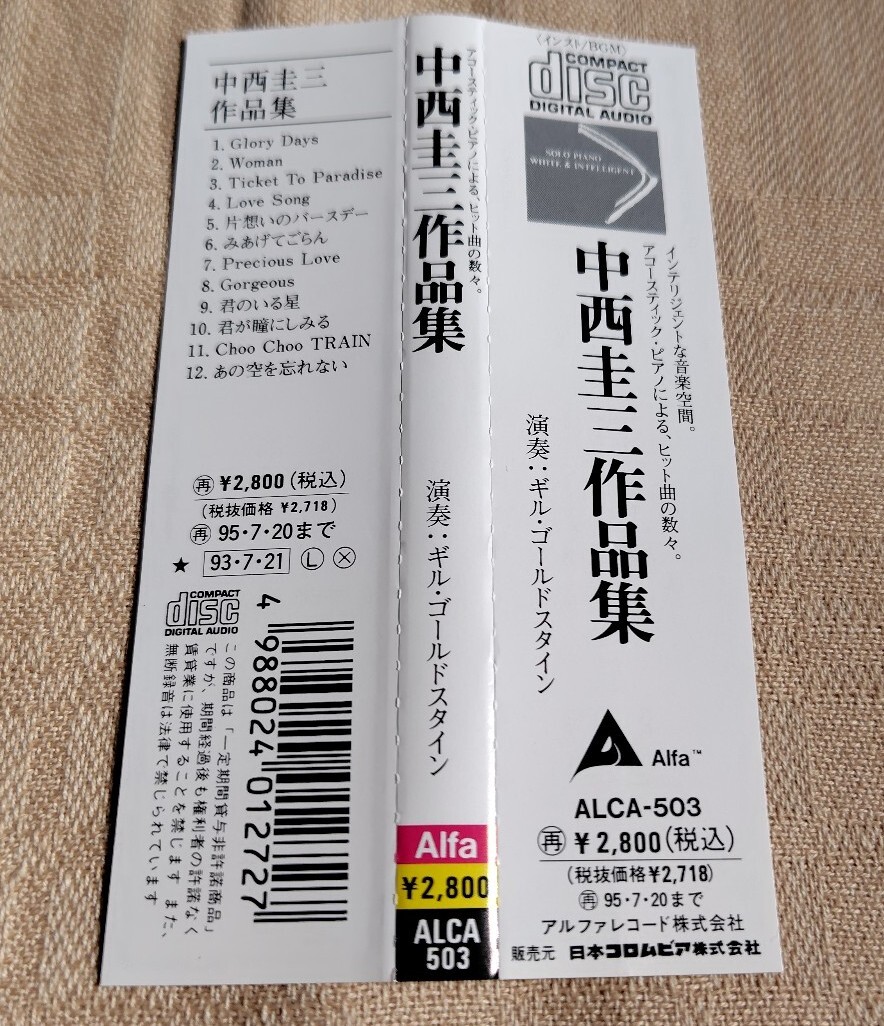 中西圭三
作品集
1. Glory Days
2. Woman
3. Ticket To Paradise
4. Love Song
5. 片想いのバースデー
6. みあげてごらん
7. Precious Love
8. Gorgeous
9. 君のいる星
10. 君が瞳にしみる
11. Choo Choo TRAIN
12. あの空を忘れない
再 ¥2,800(税込)
(税抜価格 ¥2,718)
再 95・7・20まで
★ 93・7・21 L X
COMPACT
disc
DIGITAL AUDIO
4 988024 012727
この商品は「一定期間貸与非許諾商品」
ですが、期間経過後も権利者の許諾なく
賃貸業に使用することを禁じます また、
無断録音は法律で禁じられています
アコースティック・ピアノによる、ヒット曲の数々。
中西圭三作品集
演奏:ギル・ゴールドスタイン
Alfa
¥2,800
ALCA
503
〈インスト/BGM〉
COMPACT
disc
DIGITAL AUDIO
SOLO PIANO
WHITE & INTELLIGENT
インテリジェントな音楽空間。
アコースティック・ピアノによる、ヒット曲の数々。
中西圭三作品集
演奏:ギル・ゴールドスタイン
Alfa™
ALCA-503
再 ¥2,800(税込)
(税抜価格¥2,718)
再 95・7・20まで
アルファレコード株式会社
販売元 日本コロムビア株式会社